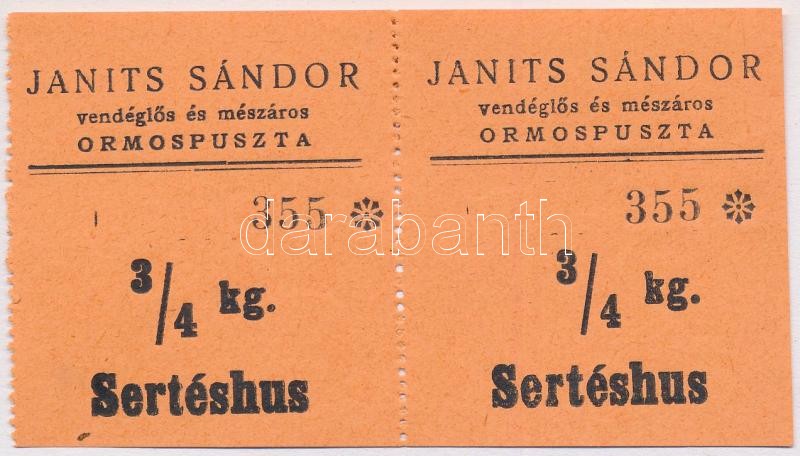 JANITS SÁNDOR
vendéglős és mészáros
ORMOSPUSZTA
355 ❇
3/4 kg.
Sertéshus
JANITS SÁNDOR
vendéglős és mészáros
ORMOSPUSZTA
355 ❇
3/4 kg.
Sertéshus
darabanth